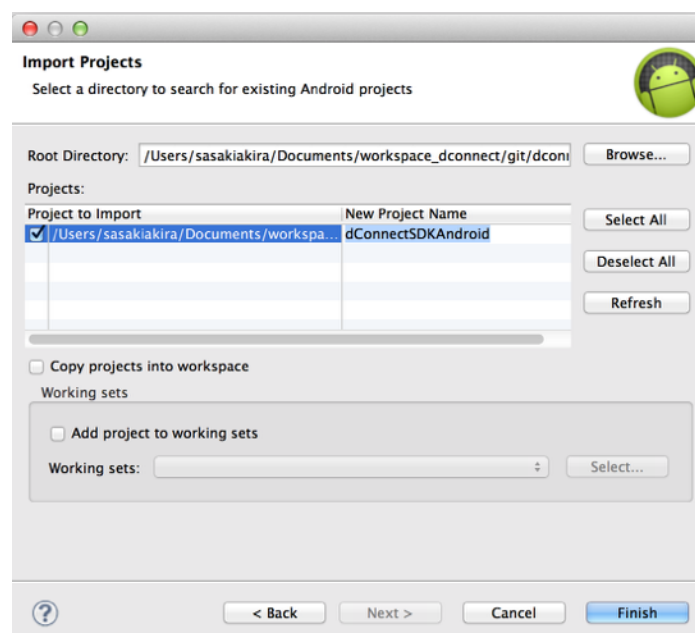 Import Projects
Select a directory to search for existing Android projects
Root Directory: /Users/sasakiakira/Documents/workspace_dconnect/git/dconn Browse...
Projects:
Project to Import New Project Name
/Users/sasakiakira/Documents/workspa... dConnectSDKAndroid
Select All
Deselect All
Refresh
Copy projects into workspace
Working sets
Add project to working sets
Working sets: Select...
? < Back Next > Cancel Finish